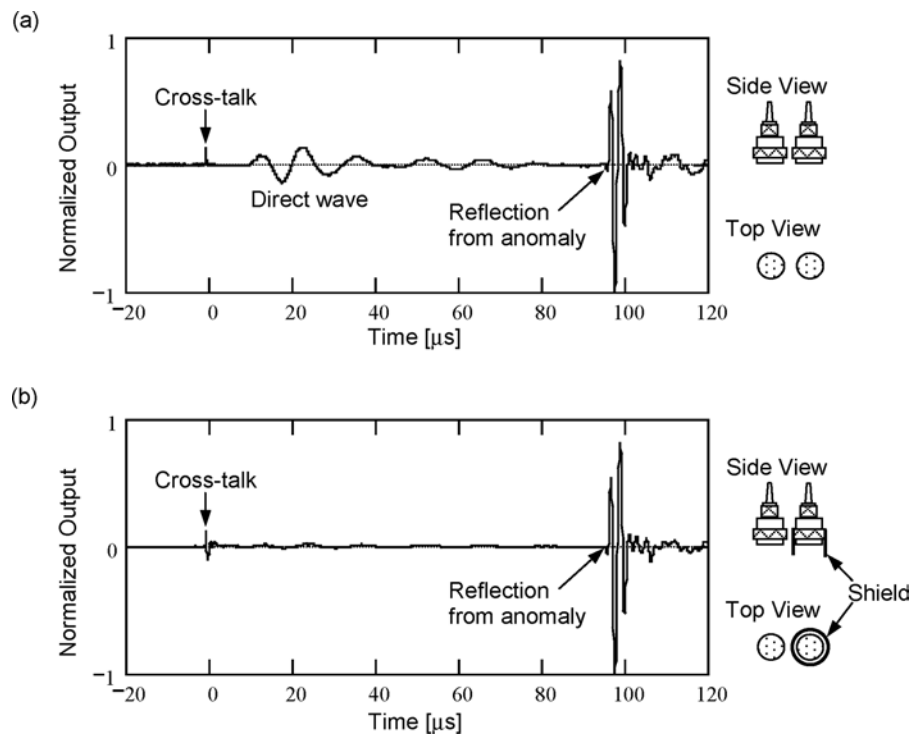 (a)
1
0
−1
Normalized Output
Cross-talk
Direct wave
Reflection
from anomaly
−20
0
20
40
60
80
100
120
Time [μs]
Side View
Top View
(b)
1
0
−1
Normalized Output
Cross-talk
Reflection
from anomaly
−20
0
20
40
60
80
100
120
Time [μs]
Side View
Shield
Top View